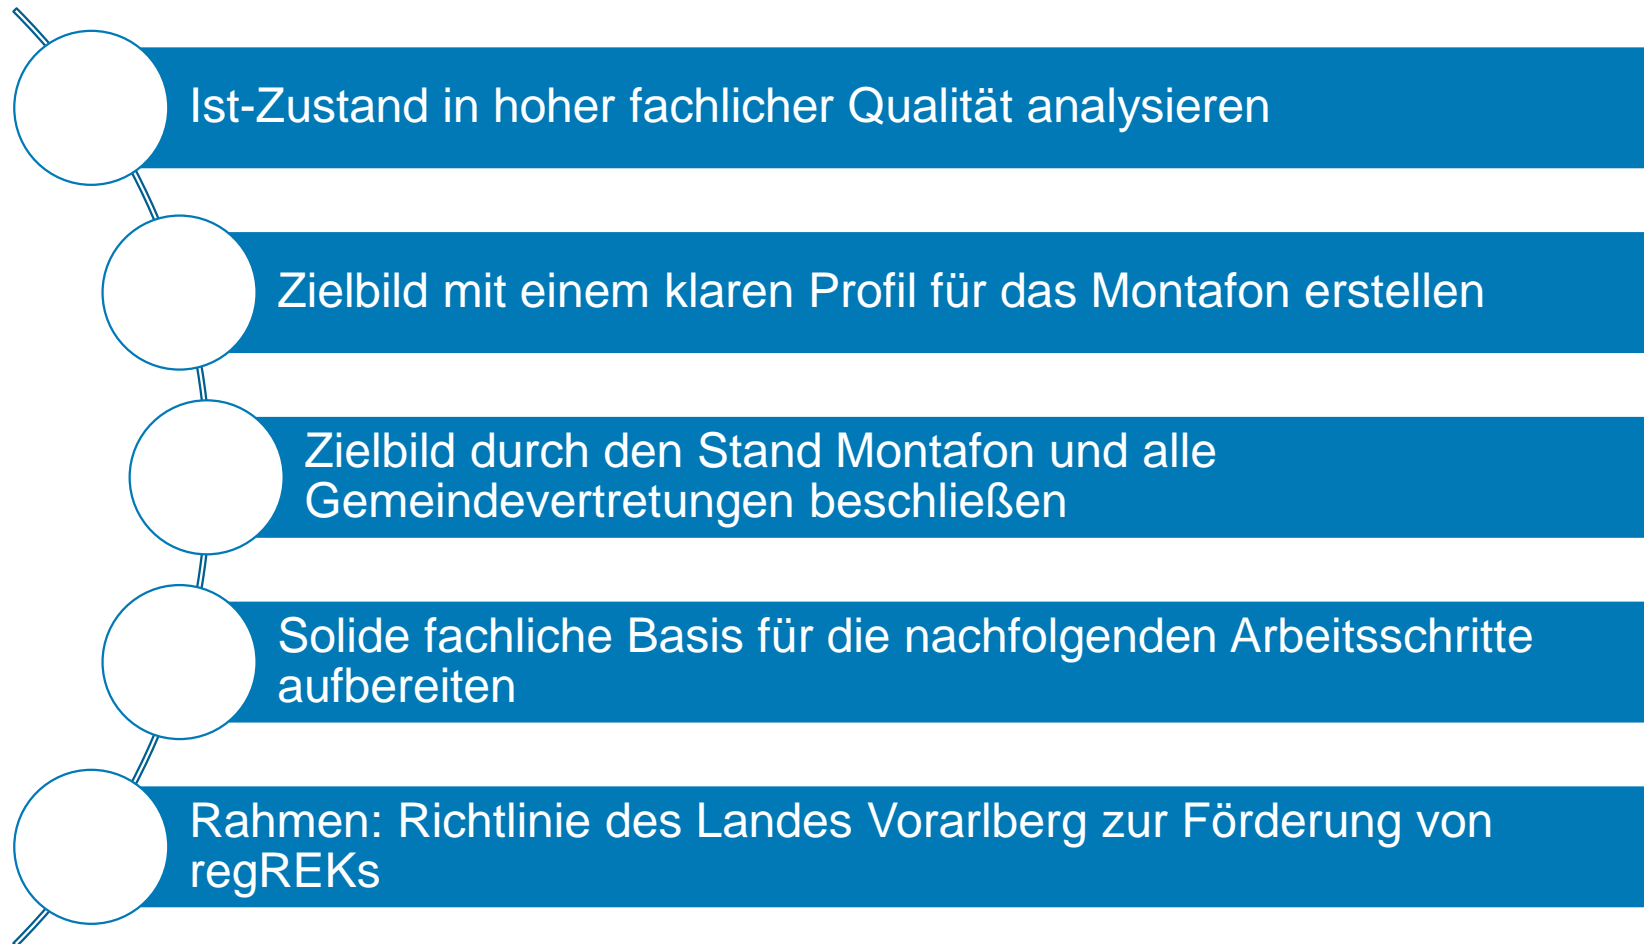 Ist-Zustand in hoher fachlicher Qualität analysieren
Zielbild mit einem klaren Profil für das Montafon erstellen
Zielbild durch den Stand Montafon und alle
Gemeindevertretungen beschließen
Solide fachliche Basis für die nachfolgenden Arbeitsschritte
aufbereiten
Rahmen: Richtlinie des Landes Vorarlberg zur Förderung von
regREKs